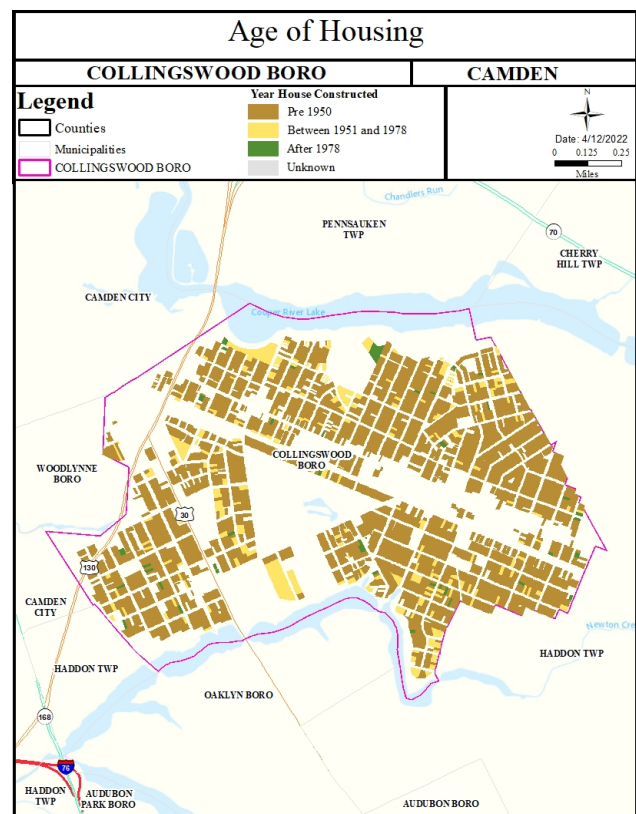 Age of Housing
COLLINGSWOOD BORO
CAMDEN
Legend
Counties
Municipalities
COLLINGSWOOD BORO
Year House Constructed
Pre 1950
Between 1951 and 1978
After 1978
Unknown
N
Date: 4/12/2022
0 0.125 0.25
Miles
Chandlers Run
PENNSAUKEN
TWP
70
CHERRY
HILL TWP
CAMDEN CITY
Cooper River Lake
COLLINGSWOOD
BORO
WOODLYNNE
BORO
30
130
CAMDEN
CITY
Newton Cre
HADDON TWP
HADDON TWP
OAKLYN BORO
168
76
HADDON
TWP
AUDUBON
PARK BORO
AUDUBON BORO